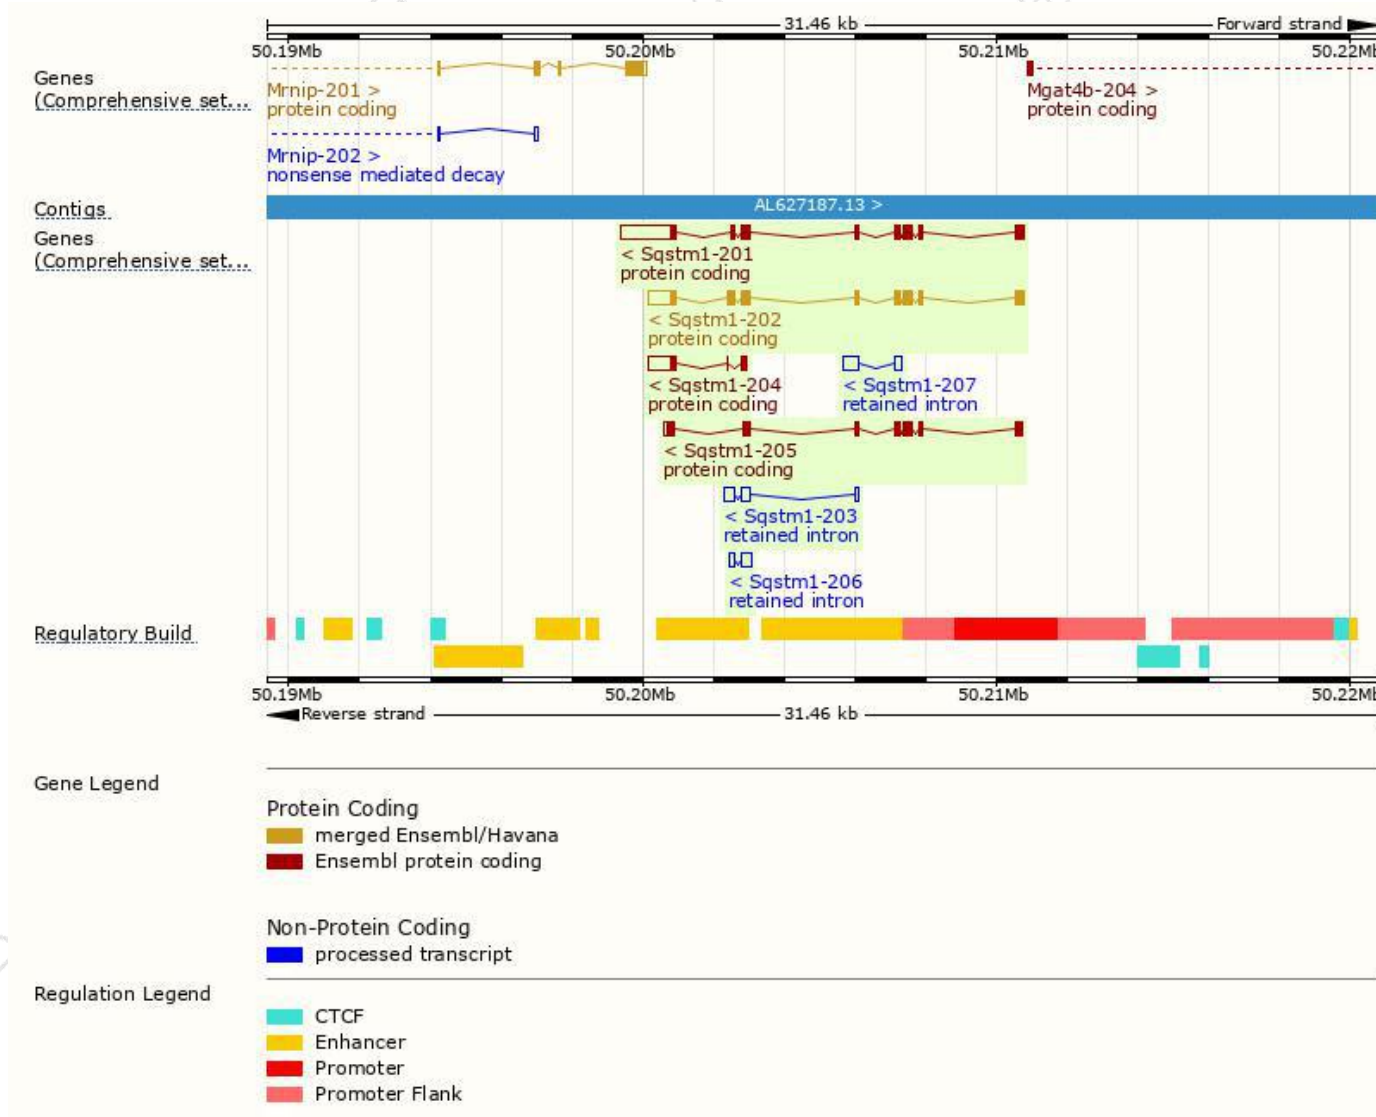 31.46 kb
Forward strand
50.19Mb 50.20Mb 50.21Mb 50.22Mb
Genes
(Comprehensive set...
Mrnip-201 >
protein coding
Mgat4b-204 >
protein coding
Mrnip-202 >
nonsense mediated decay
Contigs
AL627187.13 >
Genes
(Comprehensive set...
< Sqstm1-201
protein coding
< Sqstm1-202
protein coding
< Sqstm1-204
protein coding
< Sqstm1-207
retained intron
< Sqstm1-205
protein coding
< Sqstm1-203
retained intron
< Sqstm1-206
retained intron
Regulatory Build
50.19Mb 50.20Mb 50.21Mb 50.22Mb
Reverse strand
31.46 kb
Gene Legend
Protein Coding
merged Ensembl/Havana
Ensembl protein coding
Non-Protein Coding
processed transcript
Regulation Legend
CTCF
Enhancer
Promoter
Promoter Flank